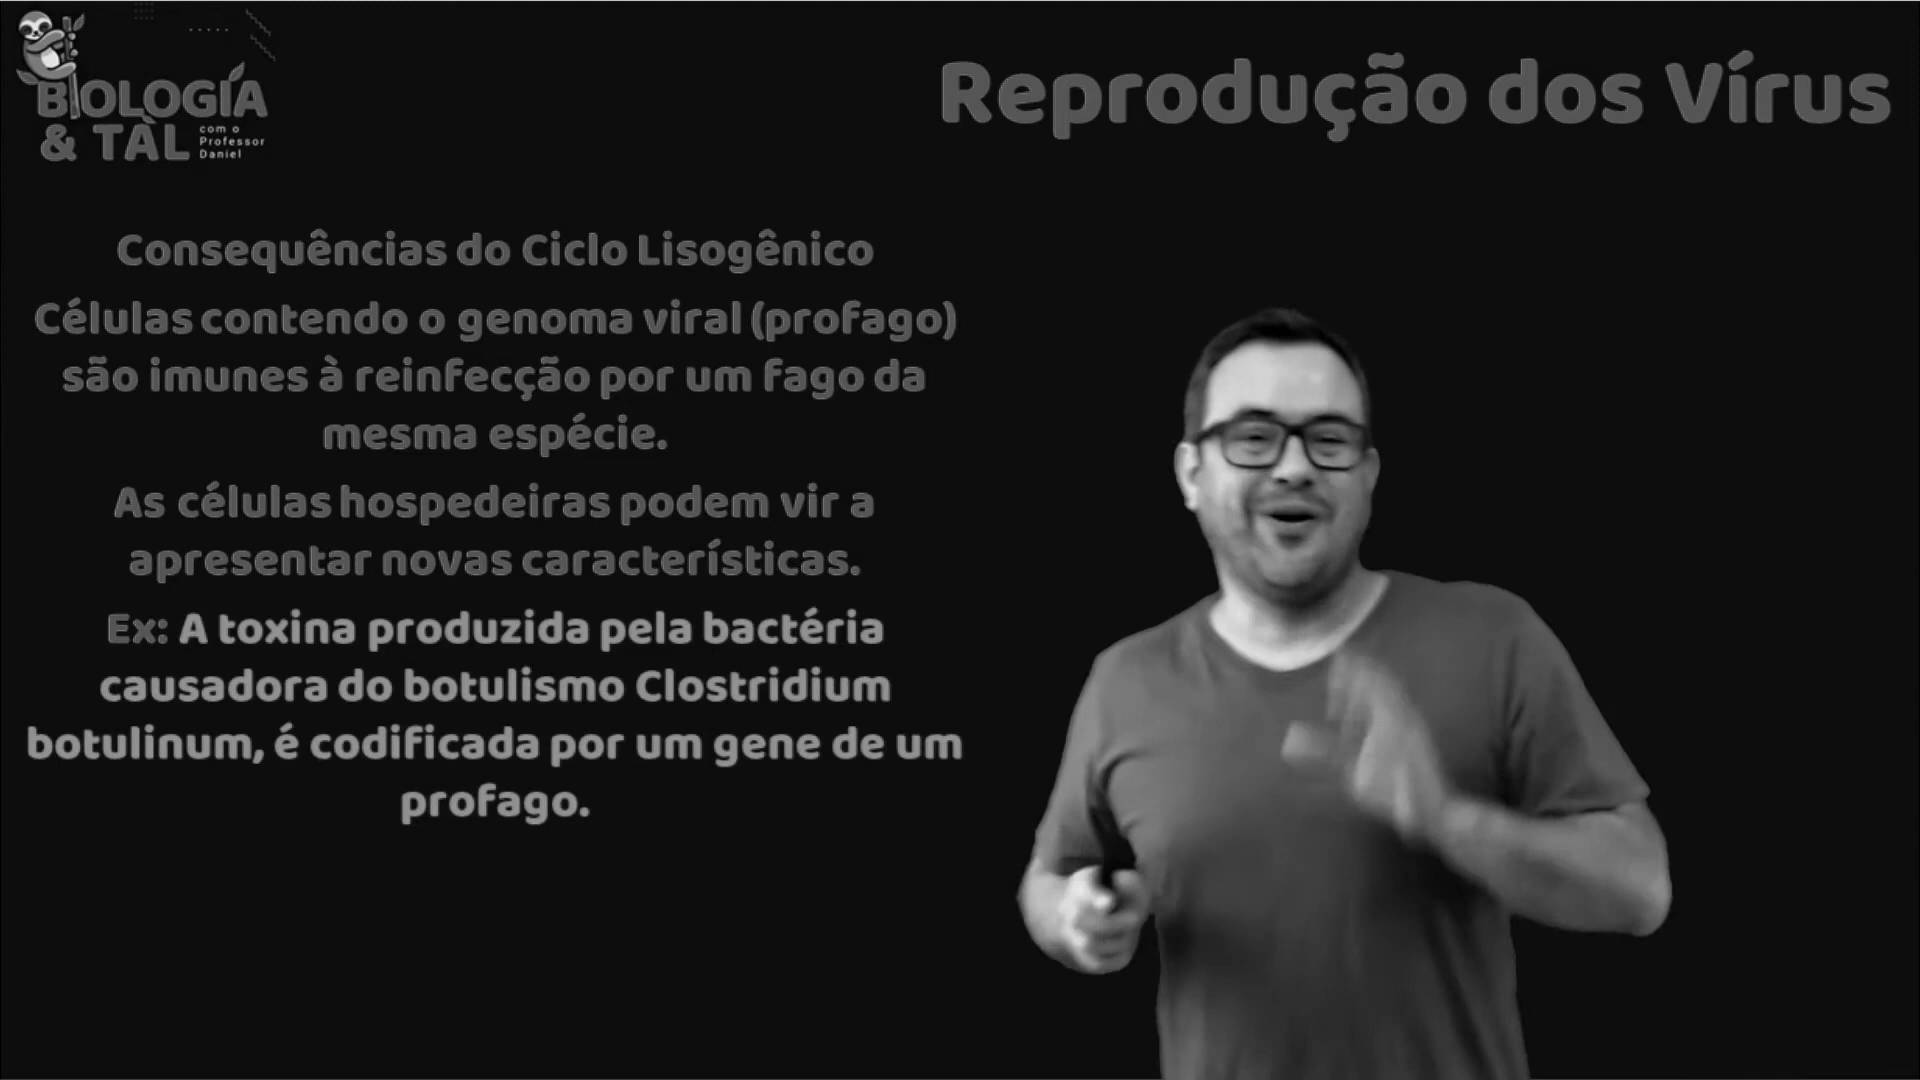 BIOLOGIA
& TAL
com o
Professor
Daniel
Reprodução dos Vírus
Consequências do Ciclo Lisogênico
Células contendo o genoma viral (profago)
são imunes à reinfecção por um fago da
mesma espécie.
As células hospedeiras podem vir a
apresentar novas características.
Ex: A toxina produzida pela bactéria
causadora do botulismo Clostridium
botulinum, é codificada por um gene de um
profago.